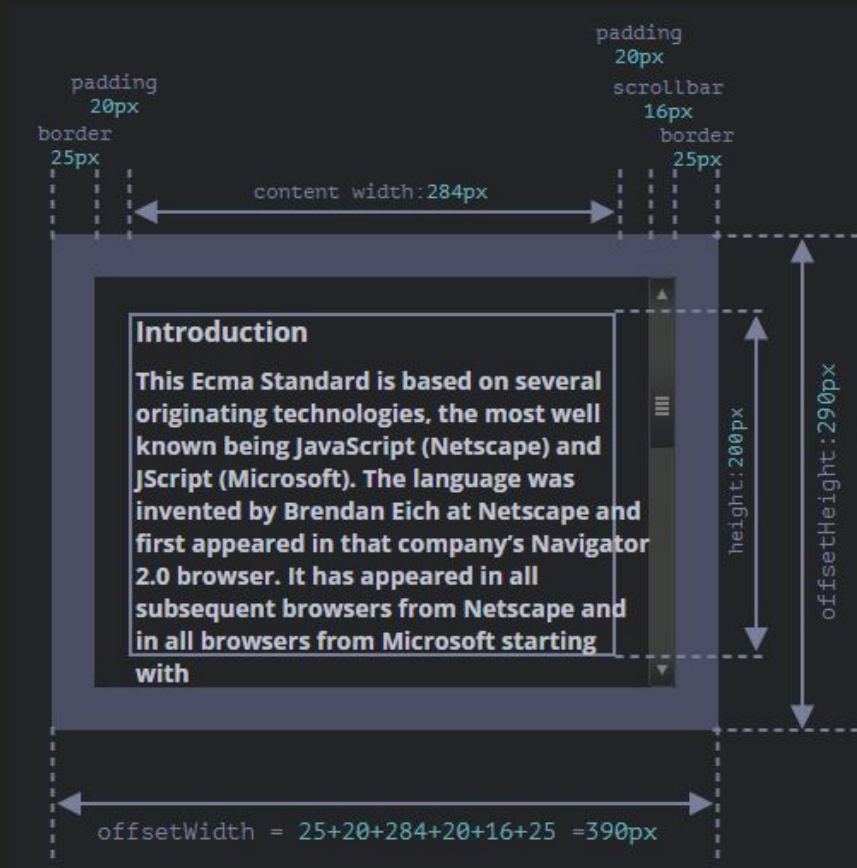 padding
20px
padding
20px
scrollbar
16px
border
25px
border
25px
content width:284px
Introduction
This Ecma Standard is based on several
originating technologies, the most well
known being JavaScript (Netscape) and
JScript (Microsoft). The language was
invented by Brendan Eich at Netscape and
first appeared in that company’s Navigator
2.0 browser. It has appeared in all
subsequent browsers from Netscape and
in all browsers from Microsoft starting
with
height:200px
offsetHeight:290px
offsetWidth = 25+20+284+20+16+25 =390px